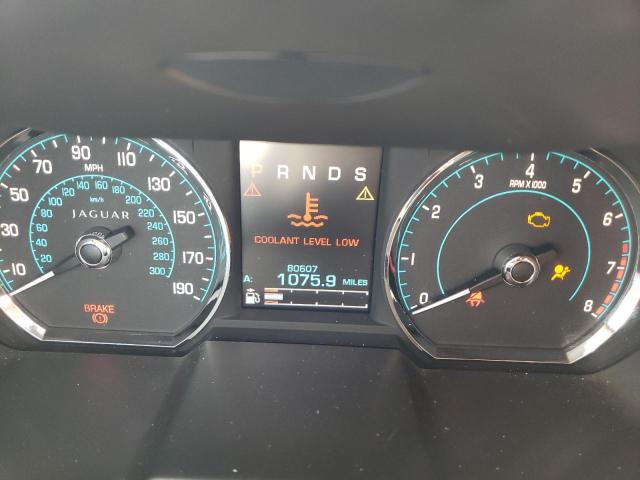 10 30 50 70 90 110 130 150 170 190
MPH
20 40 60 80 100 120 140 160 180 200 220 240 260 280 300
km/h
JAGUAR
BRAKE
P R N D S
COOLANT LEVEL LOW
80607
A: 1075.9 MILES
0 1 2 3 4 5 6 7 8
RPM X 1000